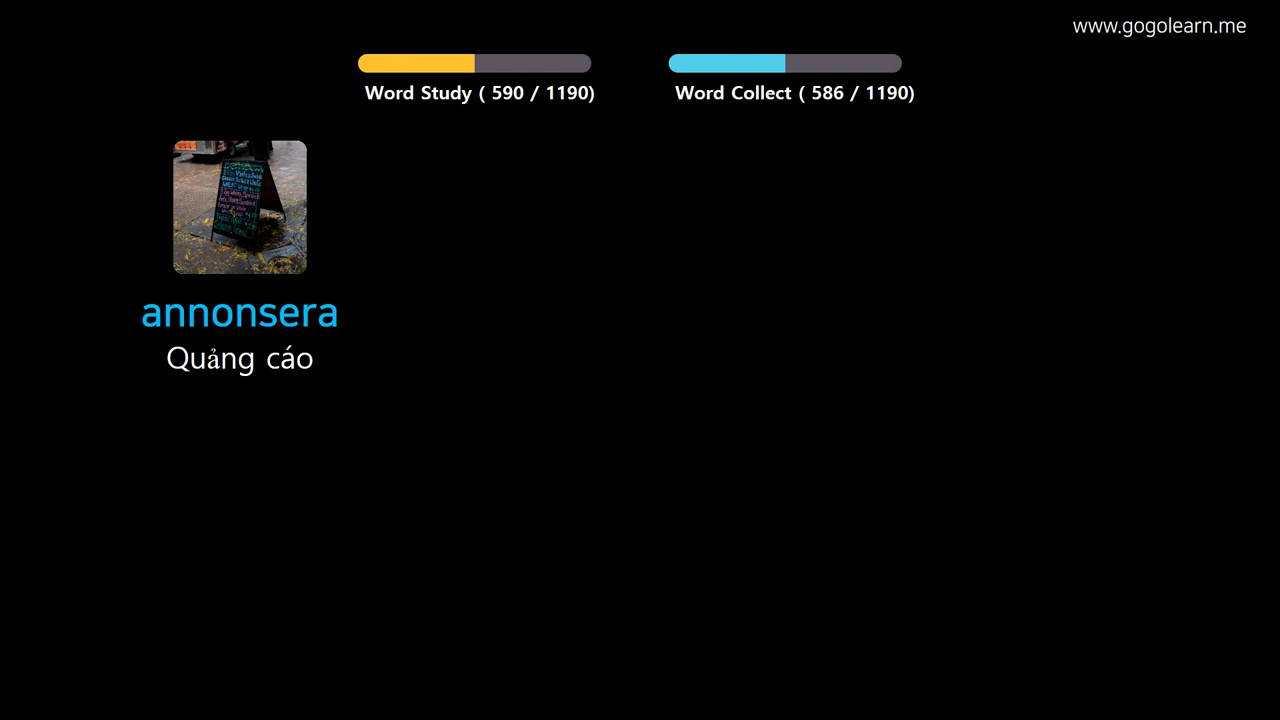 www.gogolearn.me
Word Study ( 590 / 1190)
Word Collect ( 586 / 1190)
annonsera
Quảng cáo